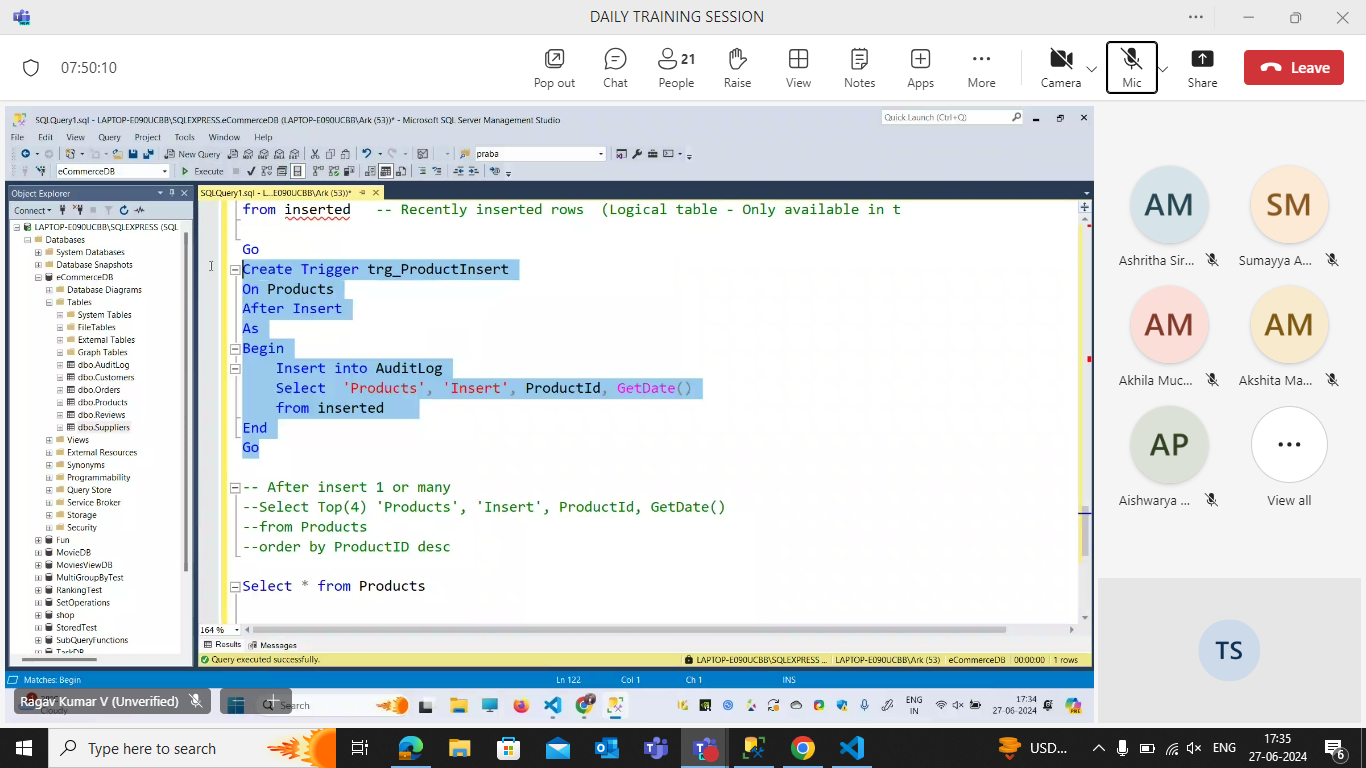 DAILY TRAINING SESSION
07:50:10
Pop out
Chat
21
People
Raise
View
Notes
Apps
More
Camera
Mic
Share
Leave
SQLQuery1.sql - LAPTOP-E090UCBB\SQLEXPRESS.eCommerceDB (LAPTOP-E090UCBB\Ark (53))* - Microsoft SQL Server Management Studio
Quick Launch (Ctrl+Q)
File Edit View Query Project Tools Window Help
New Query
praba
eCommerceDB
Execute
Object Explorer
SQLQuery1.sql - L...E090UCBB\Ark (53))*
Connect
LAPTOP-E090UCBB\SQLEXPRESS (SQL
Databases
System Databases
Database Snapshots
eCommerceDB
Database Diagrams
Tables
System Tables
FileTables
External Tables
Graph Tables
dbo.AuditLog
dbo.Customers
dbo.Orders
dbo.Products
dbo.Reviews
dbo.Suppliers
Views
External Resources
Synonyms
Programmability
Query Store
Service Broker
Storage
Security
Fun
MovieDB
MoviesViewDB
MultiGroupByTest
RankingTest
SetOperations
shop
StoredTest
SubQueryFunctions
TaskDB
from inserted -- Recently inserted rows (Logical table - Only available in t
Go
Create Trigger trg_ProductInsert
On Products
After Insert
As
Begin
Insert into AuditLog
Select 'Products', 'Insert', ProductId, GetDate()
from inserted
End
Go
-- After insert 1 or many
--Select Top(4) 'Products', 'Insert', ProductId, GetDate()
--from Products
--order by ProductID desc
Select * from Products
164 %
Results Messages
Query executed successfully.
LAPTOP-E090UCBB\SQLEXPRESS ... LAPTOP-E090UCBB\Ark (53) eCommerceDB 00:00:00 1 rows
Matches: Begin
Ln 122 Col 1 Ch 1 INS
Ragav Kumar V (Unverified)
Cloudy
Search
ENG
IN
17:34
27-06-2024
AM
Ashritha Sir...
SM
Sumayya A...
AM
Akhila Muc...
AM
Akshita Ma...
AP
Aishwarya ...
View all
TS
Type here to search
USD...
ENG
17:35
27-06-2024
6